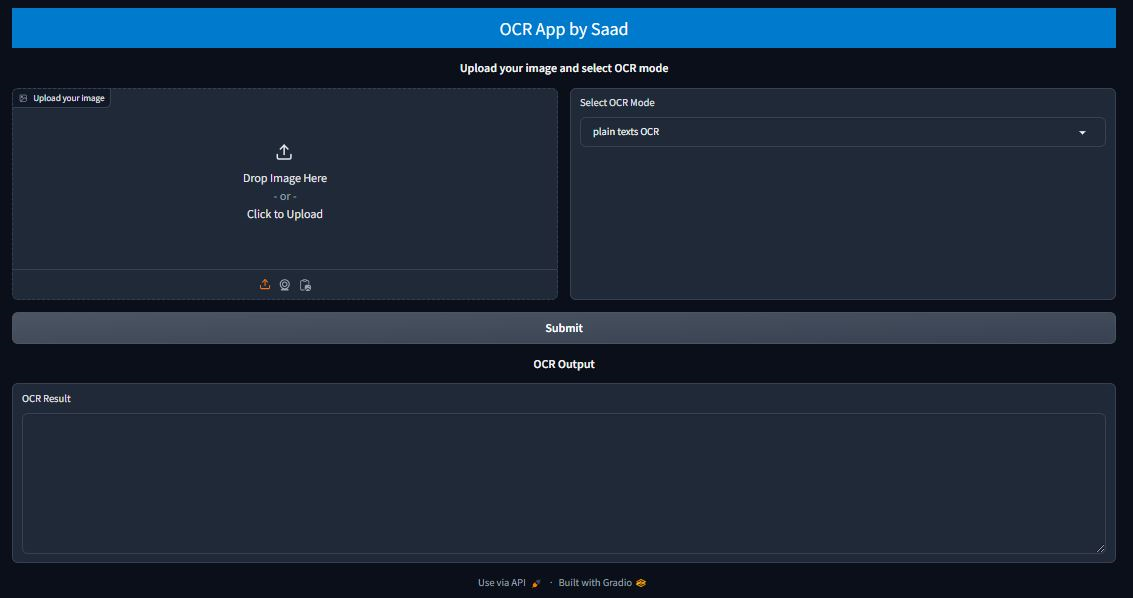 OCR App by Saad
Upload your image and select OCR mode
Upload your image
Drop Image Here
- or -
Click to Upload
Select OCR Mode
plain texts OCR
Submit
OCR Output
OCR Result
Use via API · Built with Gradio